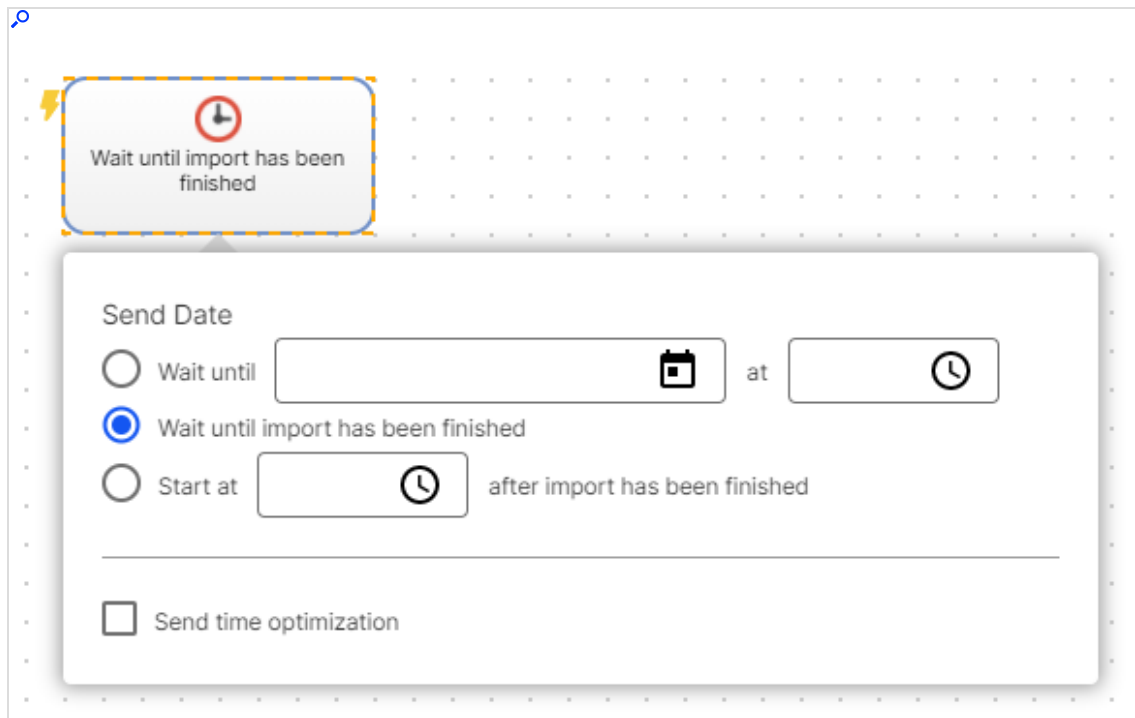 Wait until import has been
finished
Send Date
Wait until at
Wait until import has been finished
Start at after import has been finished
Send time optimization